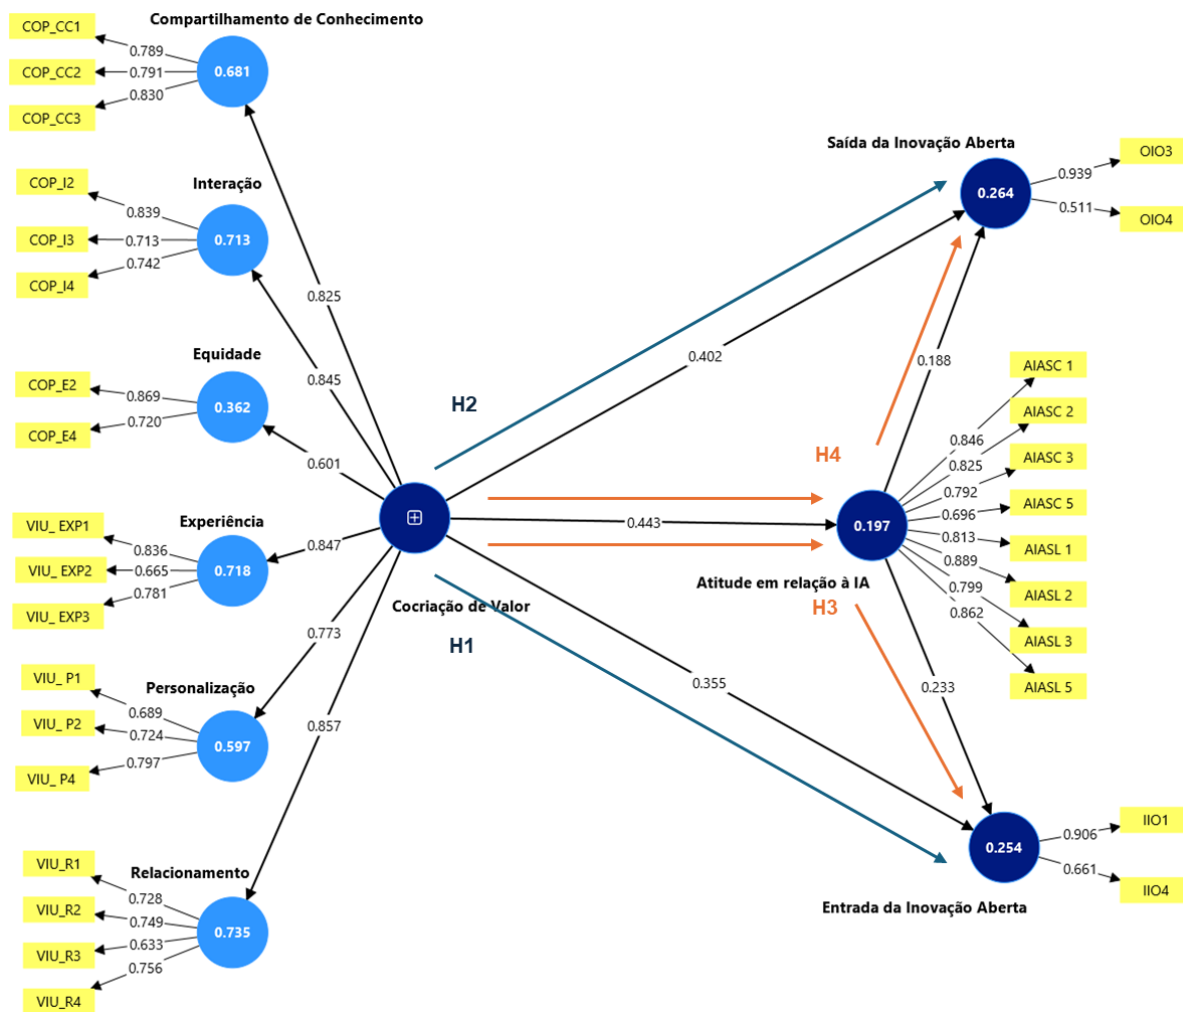 Compartilhamento de Conhecimento
COP_CC1
0.789
COP_CC2
0.791
0.681
COP_CC3
0.830
Interação
COP_I2
0.839
COP_I3
0.713
0.713
COP_I4
0.742
Equidade
COP_E2
0.869
0.362
COP_E4
0.720
Experiência
VIU_ EXP1
0.836
VIU_ EXP2
0.665
0.718
VIU_ EXP3
0.781
Personalização
VIU_ P1
0.689
VIU_ P2
0.724
0.597
VIU_ P4
0.797
Relacionamento
VIU_R1
0.728
VIU_R2
0.749
0.735
VIU_R3
0.633
VIU_R4
0.756
0.825
0.845
0.601
0.847
0.773
0.857
Cocriação de Valor
H2
H1
0.402
0.443
0.355
H4
H3
0.188
0.233
0.197
Atitude em relação à IA
Saída da Inovação Aberta
0.264
0.939
OIO3
0.511
OIO4
AIASC 1
0.846
AIASC 2
0.825
AIASC 3
0.792
AIASC 5
0.696
AIASL 1
0.813
AIASL 2
0.889
AIASL 3
0.799
AIASL 5
0.862
0.254
Entrada da Inovação Aberta
0.906
IIO1
0.661
IIO4